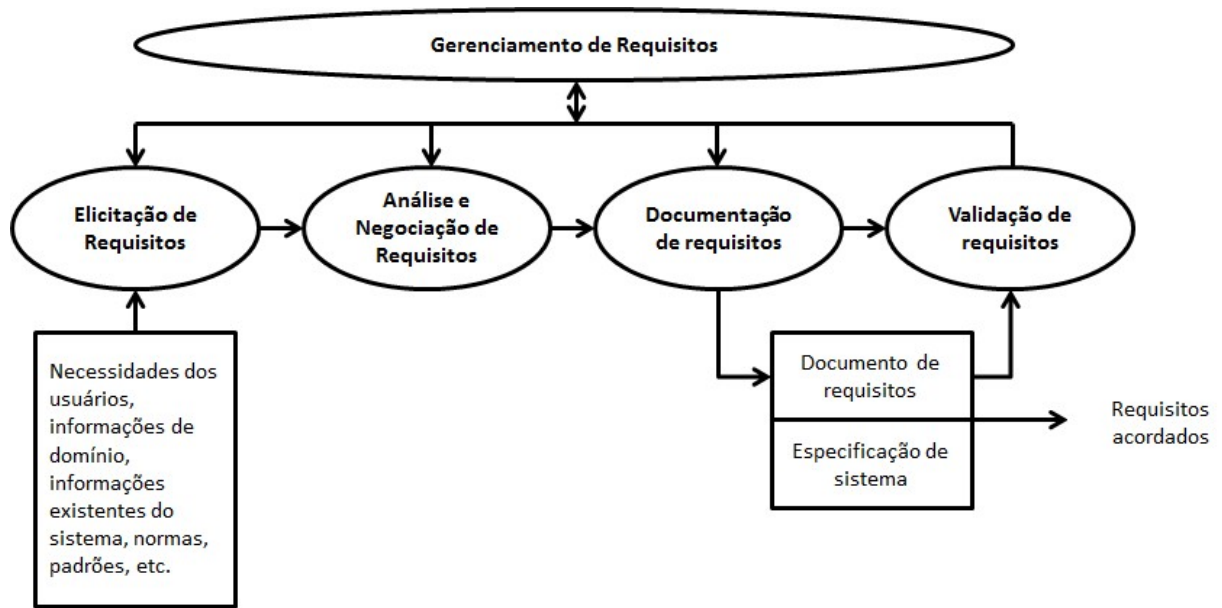 Gerenciamento de Requisitos
Elicitação de
Requisitos
Análise e
Negociação de
Requisitos
Documentação
de requisitos
Validação de
requisitos
Necessidades dos
usuários,
informações de
domínio,
informações
existentes do
sistema, normas,
padrões, etc.
Documento de
requisitos
Especificação de
sistema
Requisitos
acordados